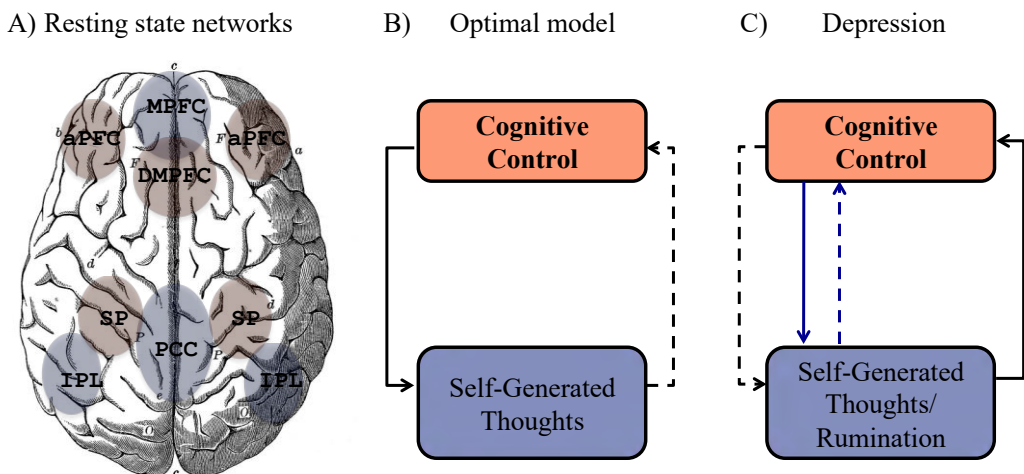 A) Resting state networks
B) Optimal model
C) Depression
c
MPFC
b
aPFC
F
aPFC
a
F
DMPFC
d
SP
SP
d
P
PCC
P
IPL
IPL
e
O
O
e
Cognitive
Control
Self-Generated
Thoughts
Cognitive
Control
Self-Generated
Thoughts/
Rumination